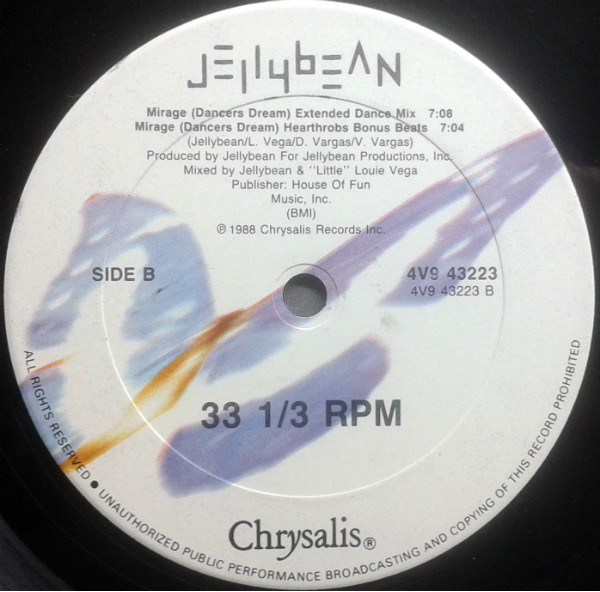 JELLYBEAN
Mirage (Dancers Dream) Extended Dance Mix 7:08
Mirage (Dancers Dream) Hearthrobs Bonus Beats 7:04
(Jellybean/L. Vega/D. Vargas/V. Vargas)
Produced by Jellybean For Jellybean Productions, Inc.
Mixed by Jellybean & "Little" Louie Vega
Publisher: House Of Fun
Music, Inc.
(BMI)
℗ 1988 Chrysalis Records Inc.
SIDE B
4V9 43223
4V9 43223 B
33 1/3 RPM
Chrysalis®
ALL RIGHTS RESERVED ● UNAUTHORIZED PUBLIC PERFORMANCE BROADCASTING AND COPYING OF THIS RECORD PROHIBITED